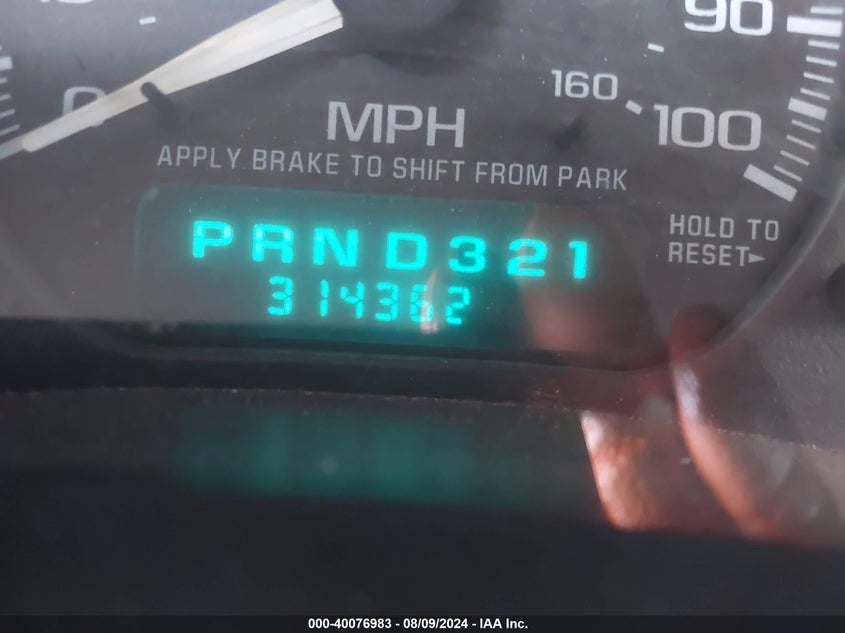 90
0
160
MPH
100
APPLY BRAKE TO SHIFT FROM PARK
HOLD TO
RESET►
PRND321
314362
000-40076983 - 08/09/2024 - IAA Inc.